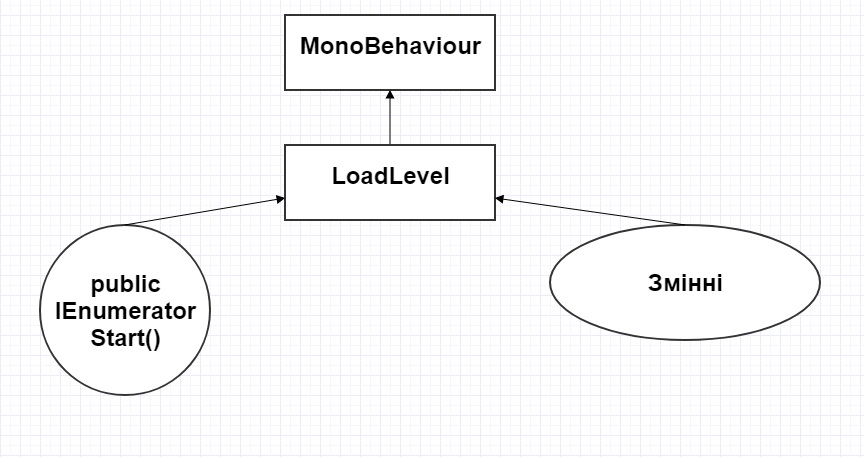 MonoBehaviour
LoadLevel
public
IEnumerator
Start()
Змінні